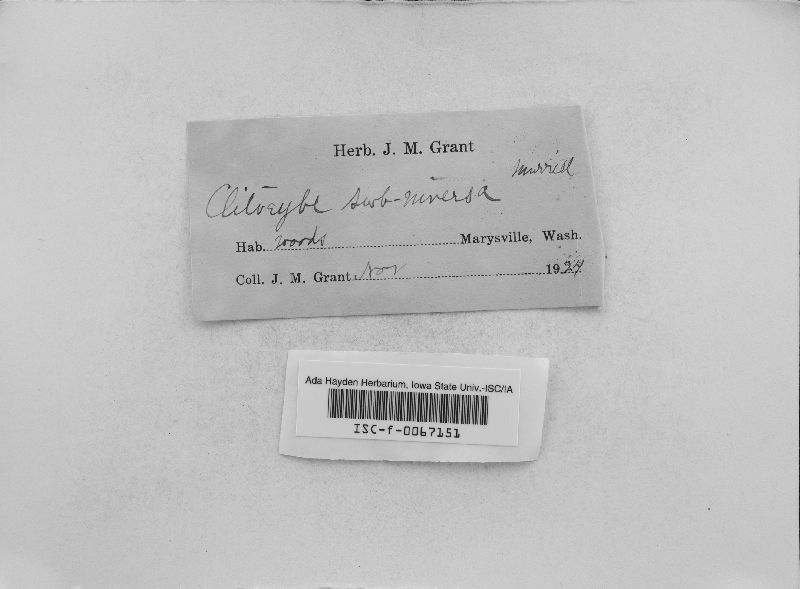 Herb. J. M. Grant
Clitocybe sub-inversa Murrill
Hab. woods Marysville, Wash.
Coll. J. M. Grant. Nov 1924
Ada Hayden Herbarium, Iowa State Univ.-ISC/IA
ISC-f-0067151